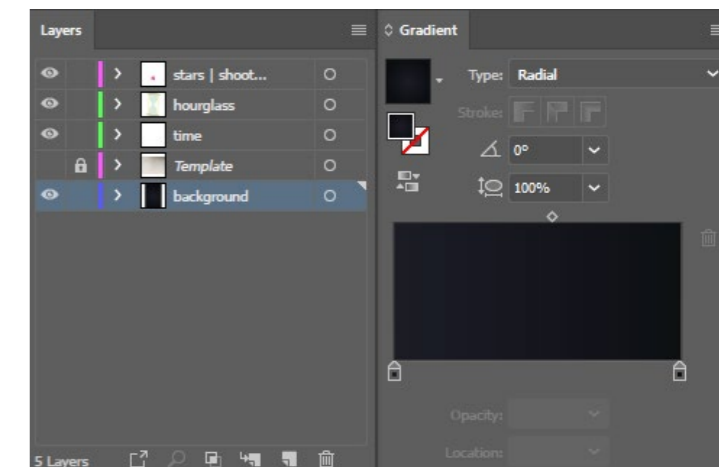 Layers
stars | shoot...
hourglass
time
Template
background
5 Layers
Gradient
Type: Radial
Stroke:
0°
100%
Opacity:
Location: